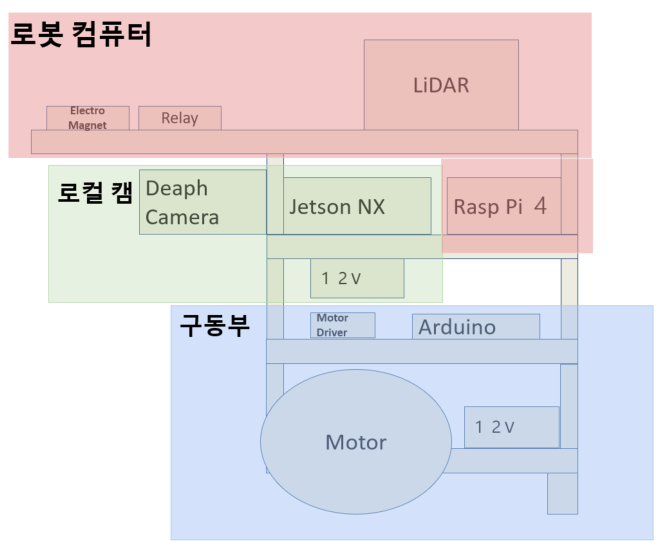 로봇 컴퓨터
LiDAR
Electro
Magnet
Relay
로컬 캠
Deaph
Camera
Jetson NX
Rasp Pi 4
1 2 V
구동부
Motor
Driver
Arduino
Motor
1 2 V